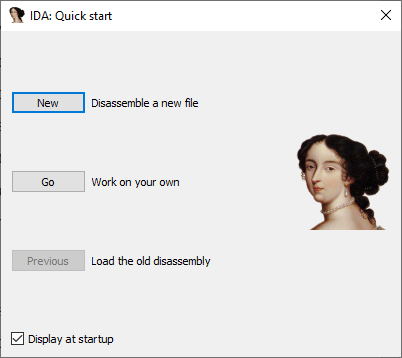 IDA: Quick start
New Disassemble a new file
Go Work on your own
Previous Load the old disassembly
Display at startup